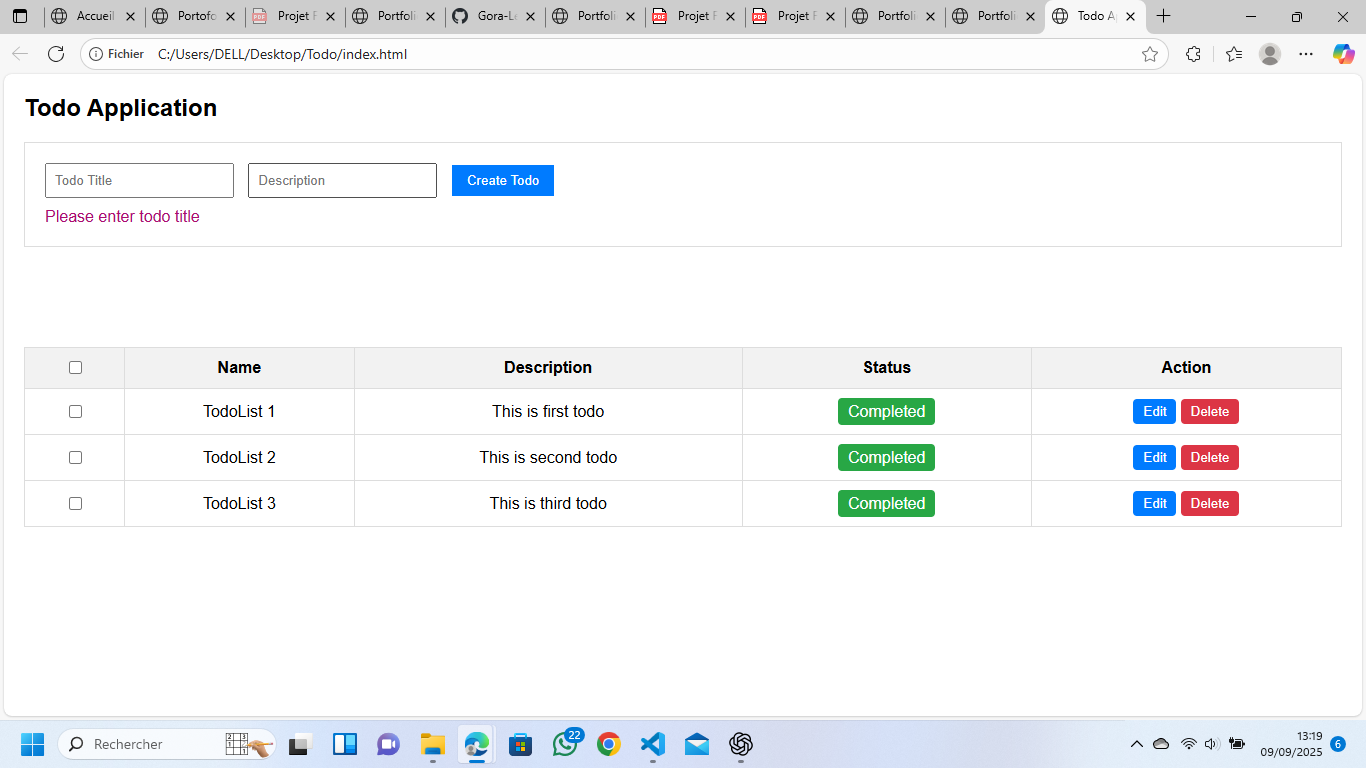 Accueil
Portofo
Projet F
Portfoli
Gora-Le
Portfoli
Projet F
Projet F
Portfoli
Portfoli
Todo A
Fichier C:/Users/DELL/Desktop/Todo/index.html
Todo Application
Todo Title Description Create Todo
Please enter todo title
Name Description Status Action
TodoList 1 This is first todo Completed Edit Delete
TodoList 2 This is second todo Completed Edit Delete
TodoList 3 This is third todo Completed Edit Delete
Rechercher
22
13:19
09/09/2025
6